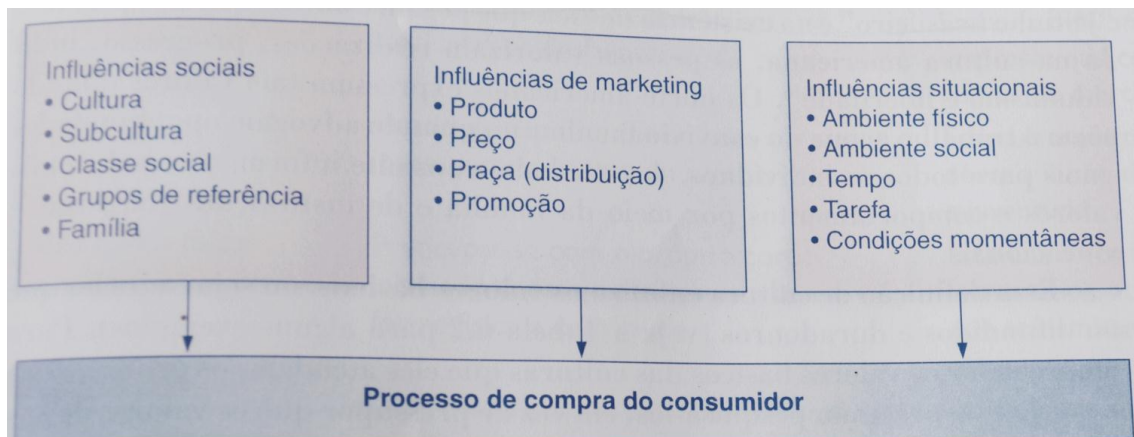 Influências sociais
• Cultura
• Subcultura
• Classe social
• Grupos de referência
• Família
Influências de marketing
• Produto
• Preço
• Praça (distribuição)
• Promoção
Influências situacionais
• Ambiente físico
• Ambiente social
• Tempo
• Tarefa
• Condições momentâneas
Processo de compra do consumidor